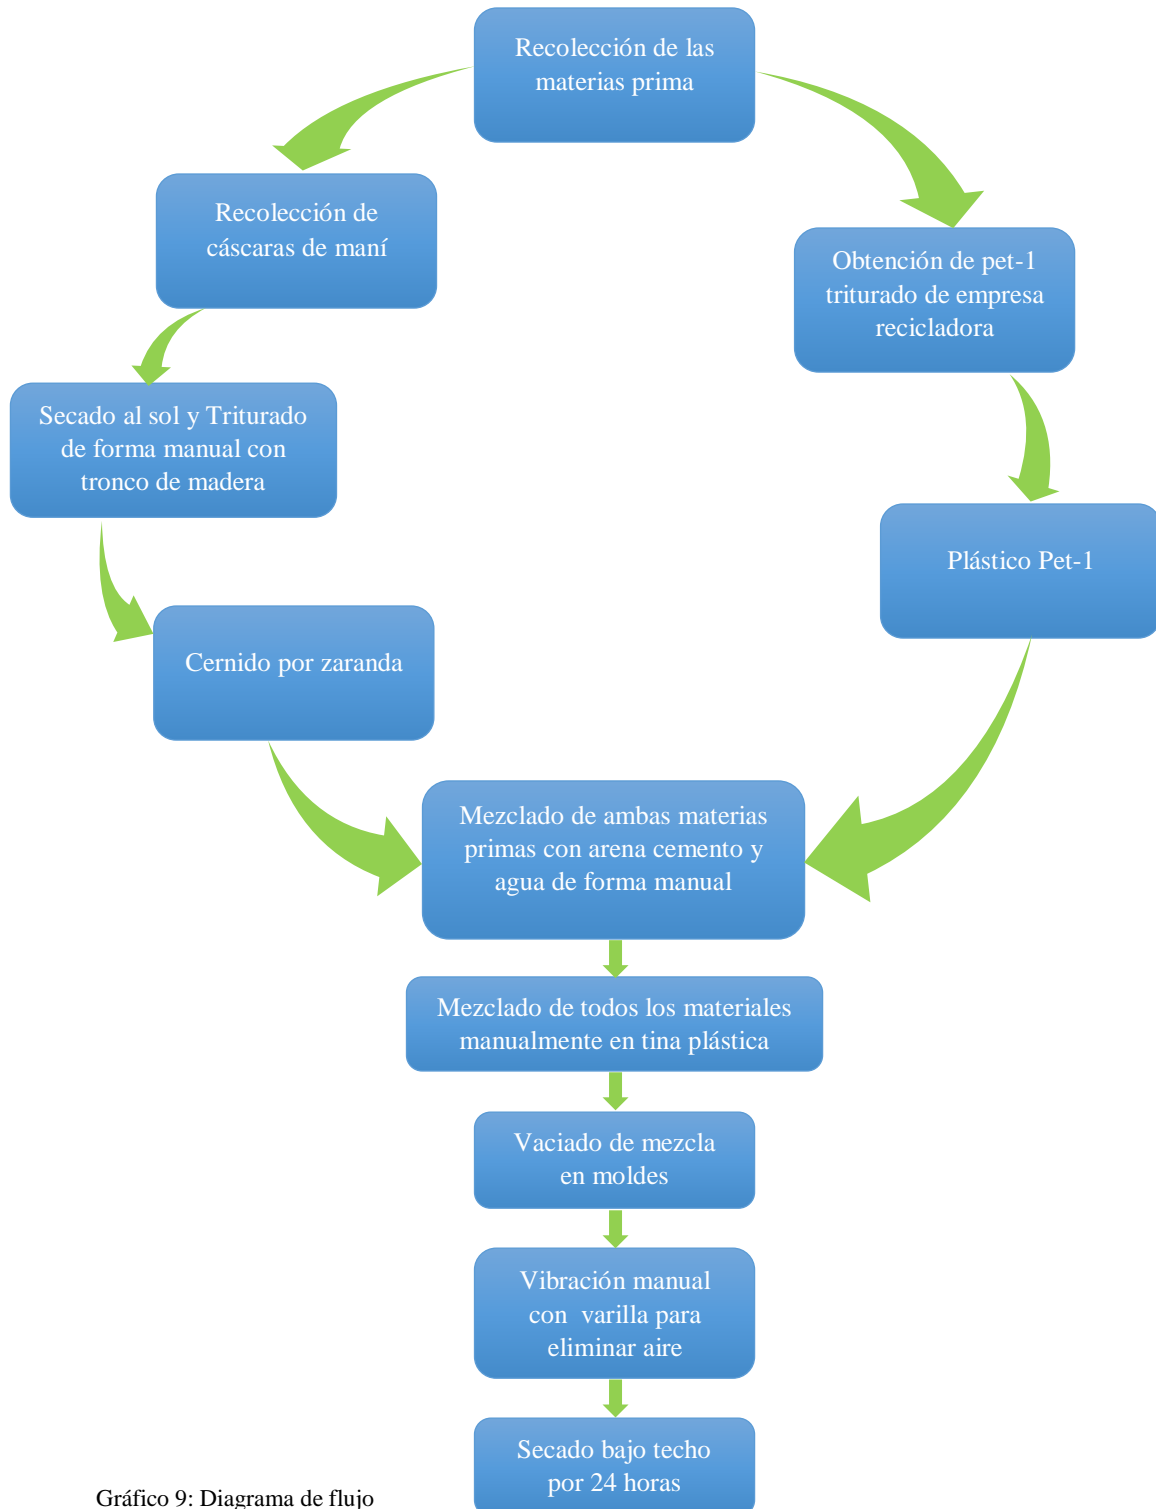 Recolección de las
materias prima
Recolección de
cáscaras de maní
Obtención de pet-1
triturado de empresa
recicladora
Secado al sol y Triturado
de forma manual con
tronco de madera
Plástico Pet-1
Cernido por zaranda
Mezclado de ambas materias
primas con arena cemento y
agua de forma manual
Mezclado de todos los materiales
manualmente en tina plástica
Vaciado de mezcla
en moldes
Vibración manual
con varilla para
eliminar aire
Secado bajo techo
por 24 horas
Gráfico 9: Diagrama de flujo